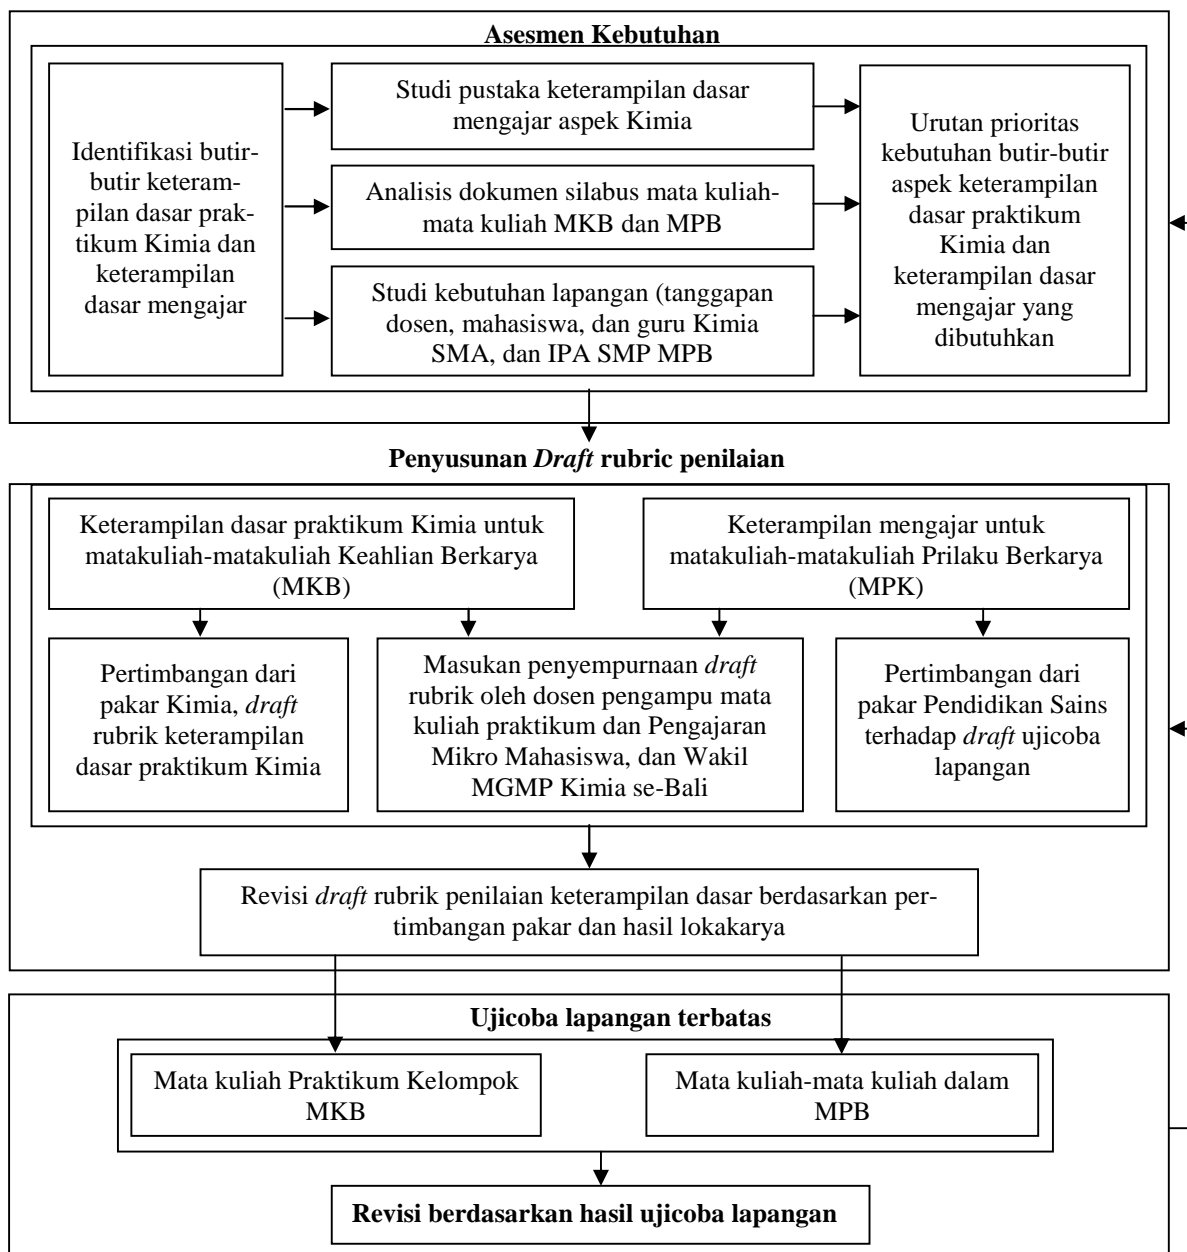 Asesmen Kebutuhan
Identifikasi butir-
butir keteram-
pilan dasar prak-
tikum Kimia dan
keterampilan
dasar mengajar
Studi pustaka keterampilan dasar
mengajar aspek Kimia
Analisis dokumen silabus mata kuliah-
mata kuliah MKB dan MPB
Studi kebutuhan lapangan (tanggapan
dosen, mahasiswa, dan guru Kimia
SMA, dan IPA SMP MPB
Urutan prioritas
kebutuhan butir-butir
aspek keterampilan
dasar praktikum
Kimia dan
keterampilan dasar
mengajar yang
dibutuhkan
Penyusunan Draft rubric penilaian
Keterampilan dasar praktikum Kimia untuk
matakuliah-matakuliah Keahlian Berkarya
(MKB)
Keterampilan mengajar untuk
matakuliah-matakuliah Prilaku Berkarya
(MPK)
Pertimbangan dari
pakar Kimia, draft
rubrik keterampilan
dasar praktikum Kimia
Masukan penyempurnaan draft
rubrik oleh dosen pengampu mata
kuliah praktikum dan Pengajaran
Mikro Mahasiswa, dan Wakil
MGMP Kimia se-Bali
Pertimbangan dari
pakar Pendidikan Sains
terhadap draft ujicoba
lapangan
Revisi draft rubrik penilaian keterampilan dasar berdasarkan per-
timbangan pakar dan hasil lokakarya
Ujicoba lapangan terbatas
Mata kuliah Praktikum Kelompok
MKB
Mata kuliah-mata kuliah dalam
MPB
Revisi berdasarkan hasil ujicoba lapangan